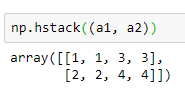 np.hstack((a1, a2))
array([[1, 1, 3, 3],
       [2, 2, 4, 4]])